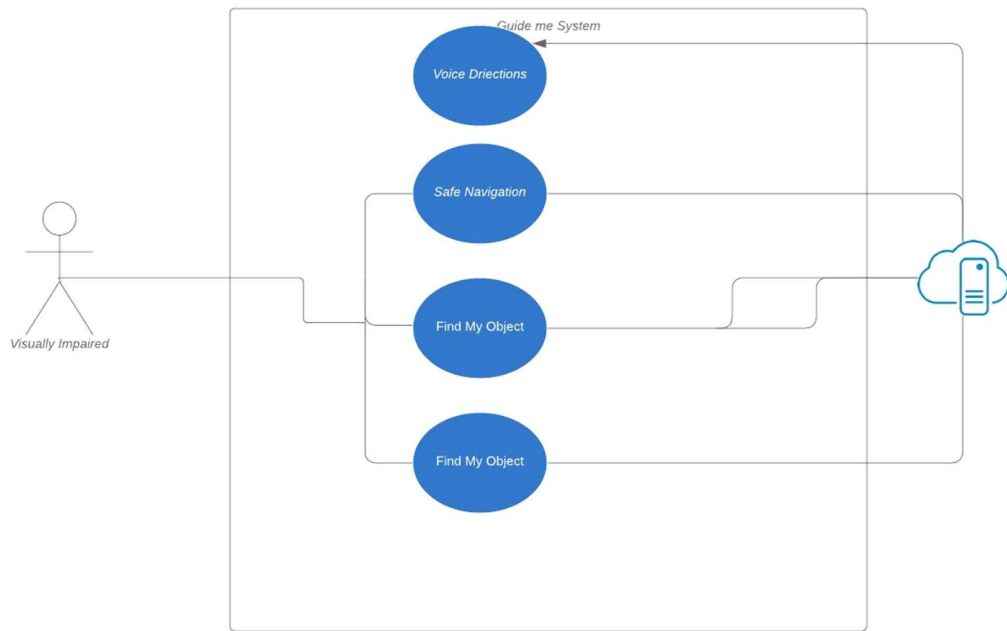 Guide me System
Voice Driections
Safe Navigation
Find My Object
Visually Impaired
Find My Object